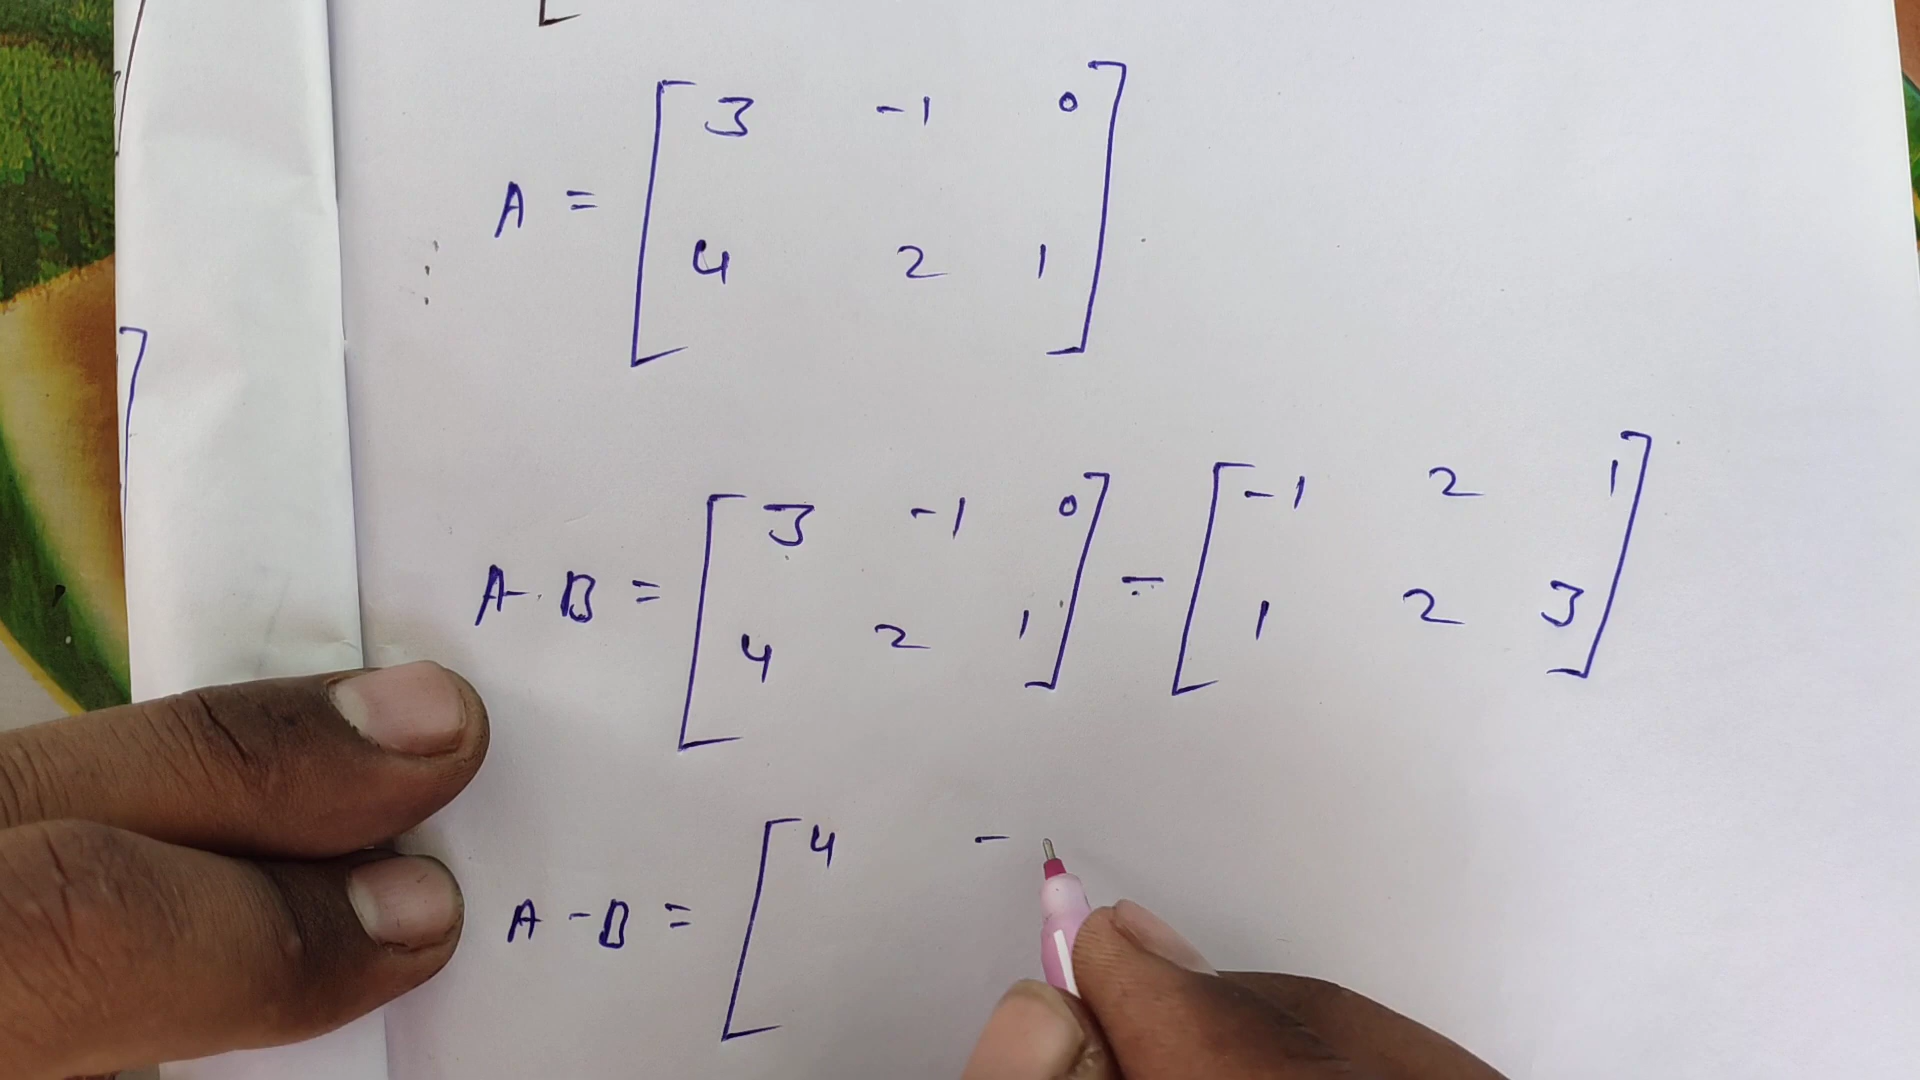 3 -1 0
A =
4 2 1
3 -1 0 -1 2 1
A-B = -
4 2 1 1 2 3
4 -
A-B =